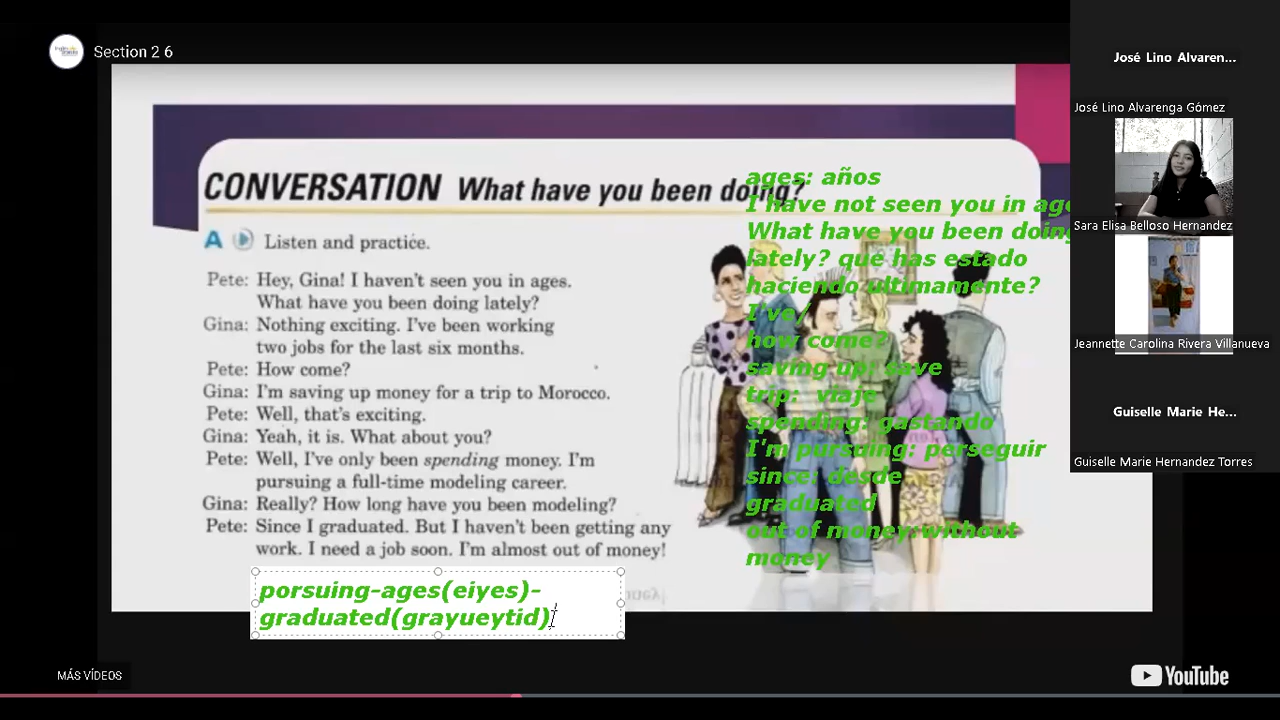 Section 2 6
CONVERSATION What have you been doing?
A Listen and practice.
Pete: Hey, Gina! I haven't seen you in ages.
What have you been doing lately?
Gina: Nothing exciting. I've been working
two jobs for the last six months.
Pete: How come?
Gina: I'm saving up money for a trip to Morocco.
Pete: Well, that's exciting.
Gina: Yeah, it is. What about you?
Pete: Well, I've only been spending money. I'm
pursuing a full-time modeling career.
Gina: Really? How long have you been modeling?
Pete: Since I graduated. But I haven't been getting any
work. I need a job soon. I'm almost out of money!
ages: años
I have not seen you in age
What have you been doing
lately? que has estado
haciendo ultimamente?
I've/
how come?
saving up: save
trip: viaje
spending: gastando
I'm pursuing: perseguir
since: desde
graduated
out of money:without
money
porsuing-ages(eiyes)-
graduated(grayueytid)
José Lino Alvaren...
José Lino Alvarenga Gómez
Sara Elisa Belloso Hernandez
Jeannette Carolina Rivera Villanueva
Guiselle Marie He...
Guiselle Marie Hernandez Torres
MÁS VÍDEOS
YouTube